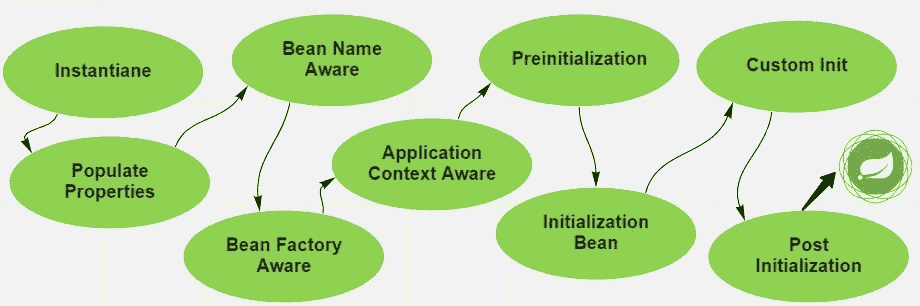 Instantiane
Populate
Properties
Bean Name
Aware
Bean Factory
Aware
Application
Context Aware
Preinitialization
Initialization
Bean
Custom Init
Post
Initialization